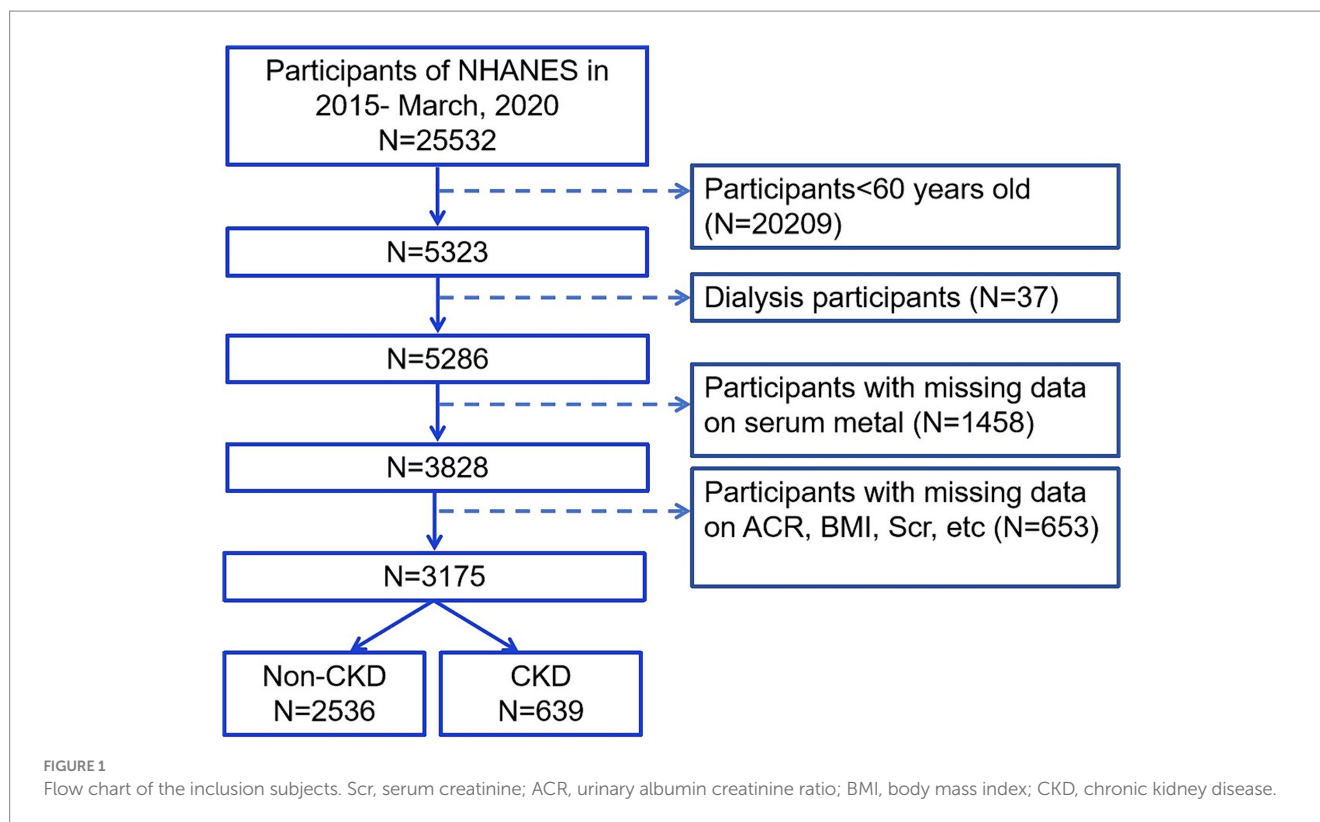 Participants of NHANES in
2015- March, 2020
N=25532
Participants<60 years old
(N=20209)
N=5323
Dialysis participants (N=37)
N=5286
Participants with missing data
on serum metal (N=1458)
N=3828
Participants with missing data
on ACR, BMI, Scr, etc (N=653)
N=3175
Non-CKD
N=2536
CKD
N=639
FIGURE 1
Flow chart of the inclusion subjects. Scr, serum creatinine; ACR, urinary albumin creatinine ratio; BMI, body mass index; CKD, chronic kidney disease.